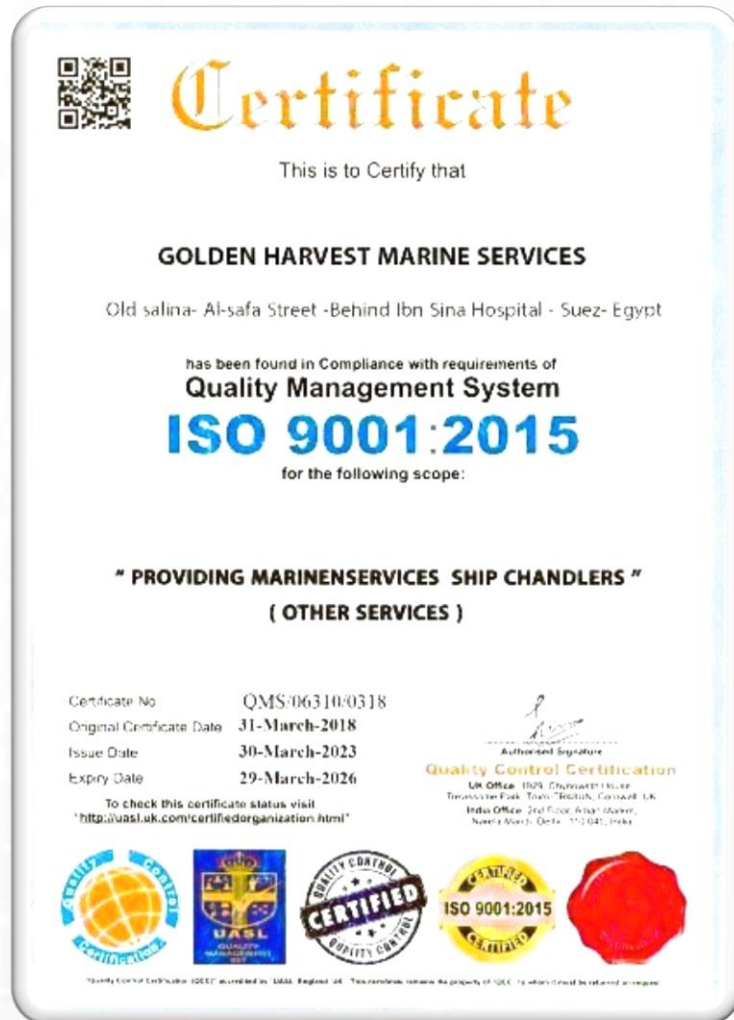 Certificate
This is to Certify that
GOLDEN HARVEST MARINE SERVICES
Old salina- Al-safa Street -Behind Ibn Sina Hospital - Suez- Egypt
has been found in Compliance with requirements of
Quality Management System
ISO 9001:2015
for the following scope:
" PROVIDING MARINENSERVICES SHIP CHANDLERS "
( OTHER SERVICES )
Certificate No QMS/06310/0318
Original Certificate Date 31-March-2018
Issue Date 30-March-2023
Expiry Date 29-March-2026
To check this certificate status visit
"http://uasl.uk.com/certifiedorganization.html"
Authorised Signature
Quality Control Certification
UK Office
India Office
Quality Control
Certification
UASL
QUALITY
MANAGEMENT
QUALITY CONTROL
CERTIFIED
QUALITY CONTROL
CERTIFIED
ISO 9001:2015
CERTIFIED